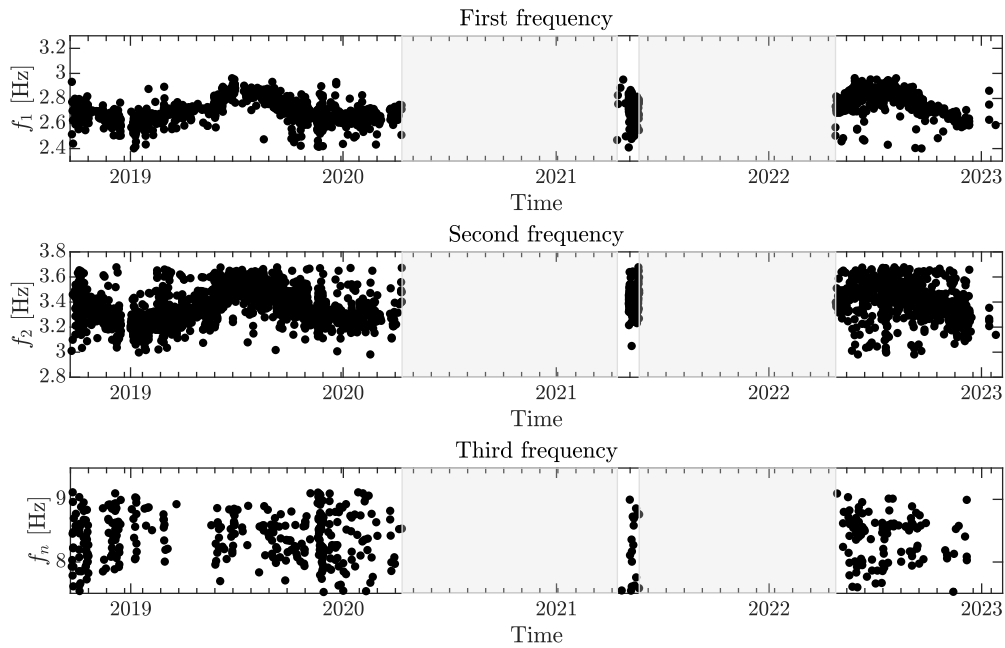 First frequency
f₁ [Hz]
3.2
3
2.8
2.6
2.4
2019 2020 2021 2022 2023
Time
Second frequency
f₂ [Hz]
3.8
3.6
3.4
3.2
3
2.8
2019 2020 2021 2022 2023
Time
Third frequency
fₙ [Hz]
9
8
2019 2020 2021 2022 2023
Time